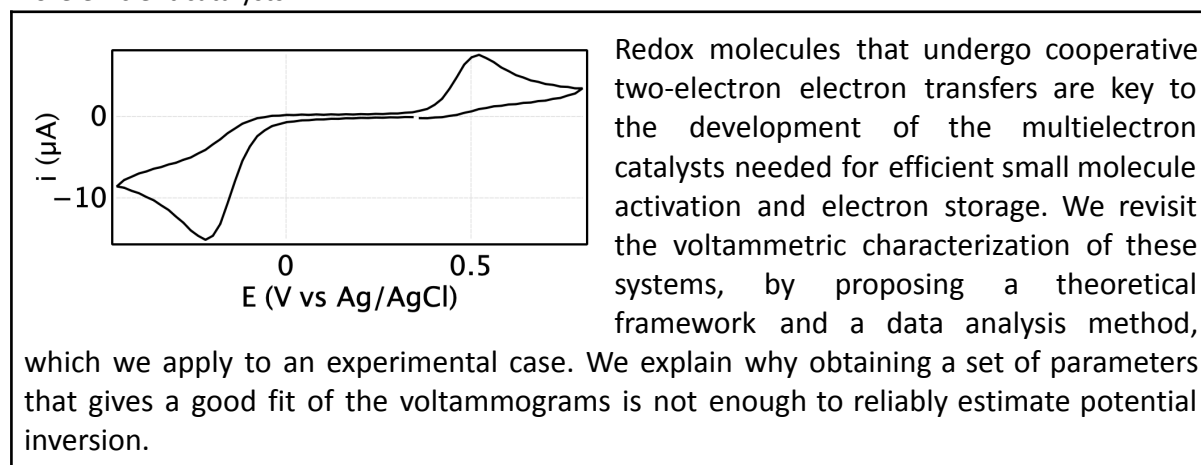 Redox molecules that undergo cooperative
two-electron electron transfers are key to
the development of the multielectron
catalysts needed for efficient small molecule
activation and electron storage. We revisit
the voltammetric characterization of these
systems, by proposing a theoretical
framework and a data analysis method,
0
−10
i (μA)
0 0.5
E (V vs Ag/AgCl)
which we apply to an experimental case. We explain why obtaining a set of parameters
that gives a good fit of the voltammograms is not enough to reliably estimate potential
inversion.